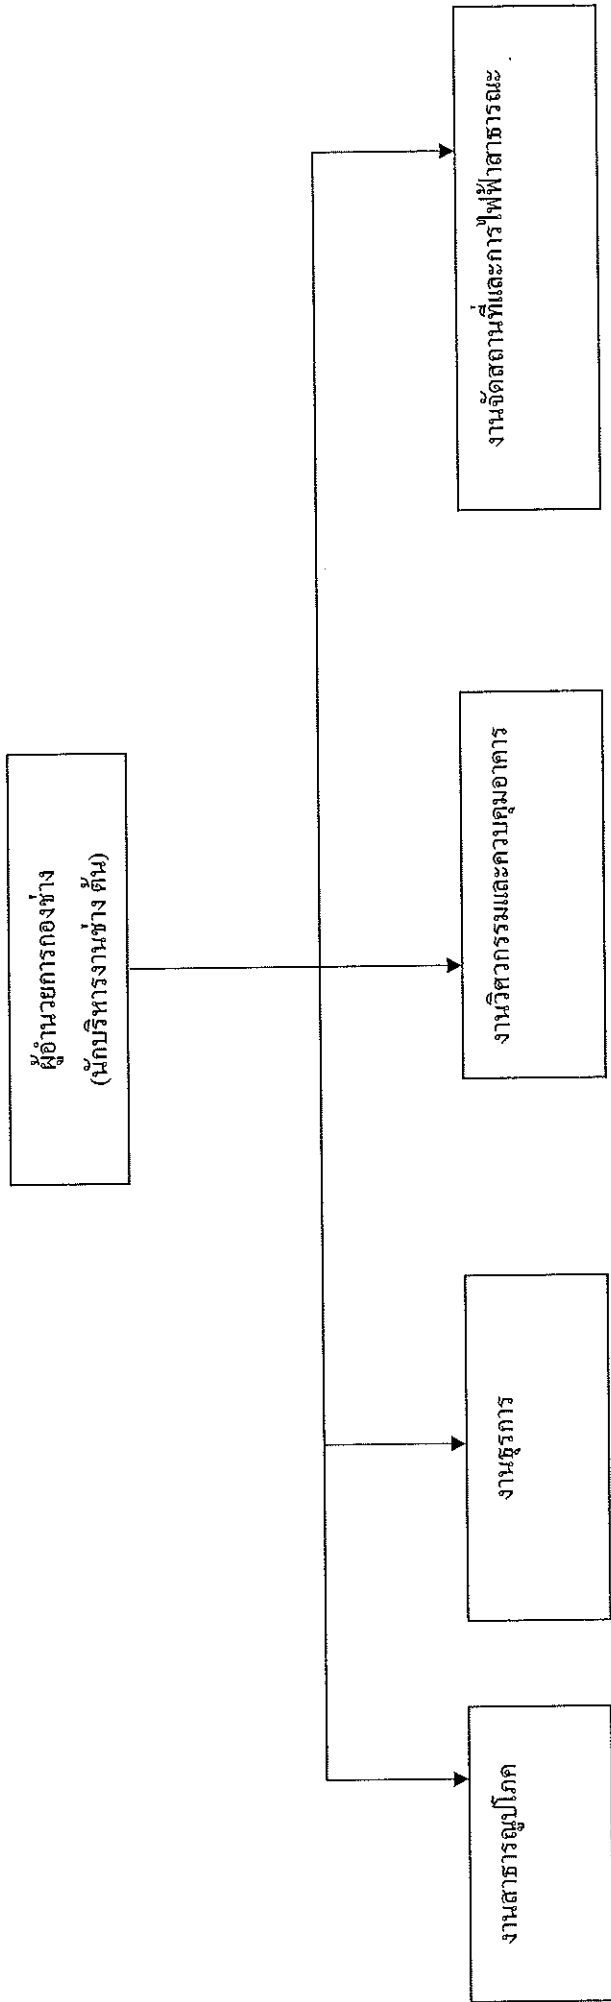 ผู้อำนวยการกองช่าง
(นักบริหารงานช่าง ต้น)
งานสาธารณูปโภค
งานธุรการ
งานวิศวกรรมและควบคุมอาคาร
งานจัดสถานที่และการไฟฟ้าสาธารณะ